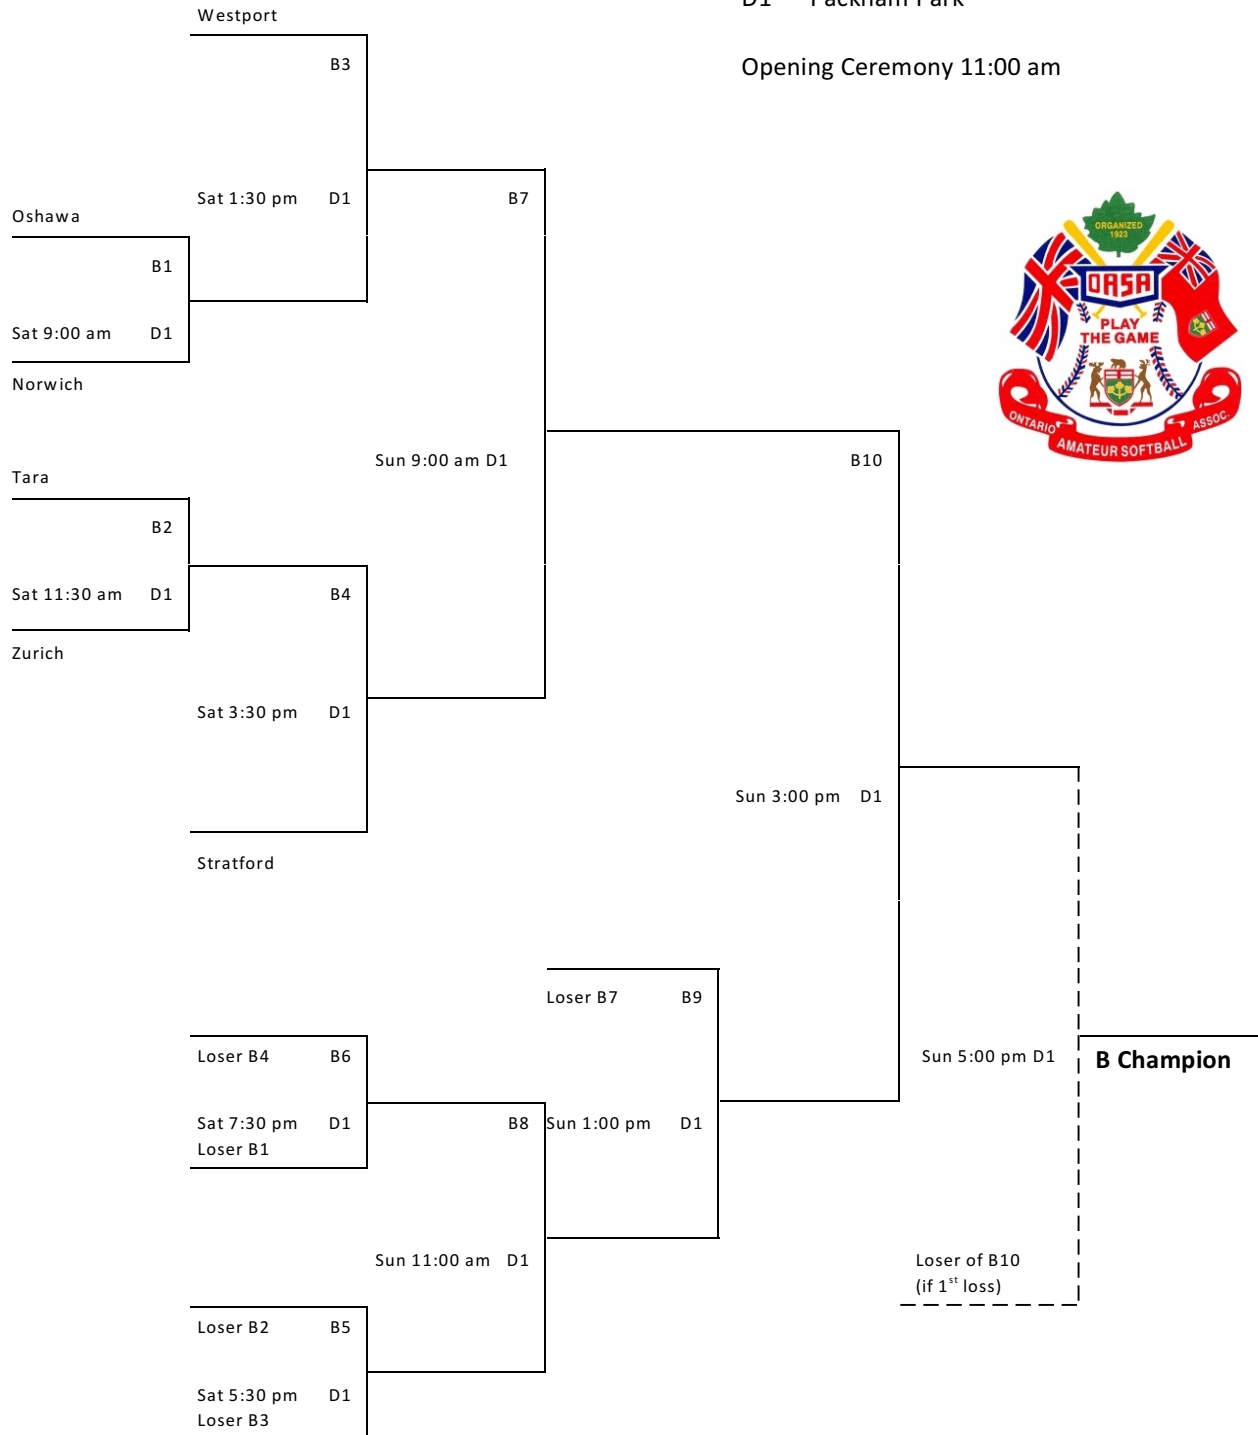 D1 Packham Park
Westport
B3
Opening Ceremony 11:00 am
Sat 1:30 pm D1
B7
Oshawa
B1
Sat 9:00 am D1
Norwich
ORGANIZED
1923
OASA
PLAY
THE GAME
ONTARIO
AMATEUR SOFTBALL
ASSOC.
Sun 9:00 am D1
B10
Tara
B2
Sat 11:30 am D1
B4
Zurich
Sat 3:30 pm D1
Sun 3:00 pm D1
Stratford
Loser B7 B9
Loser B4 B6
Sun 5:00 pm D1
B Champion
Sat 7:30 pm D1
Loser B1
B8
Sun 1:00 pm D1
Sun 11:00 am D1
Loser of B10
(if 1st loss)
Loser B2 B5
Sat 5:30 pm D1
Loser B3